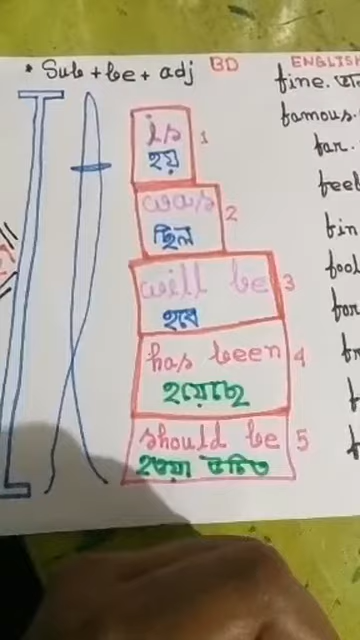 • Sub + be + adj BD ENGLISH
is 1
হয়
was 2
ছিল
will be 3
হবে
has been 4
হয়েছে
should be 5
হওয়া উচিত
fine.
famous.
far.
feel
fin
fool
for